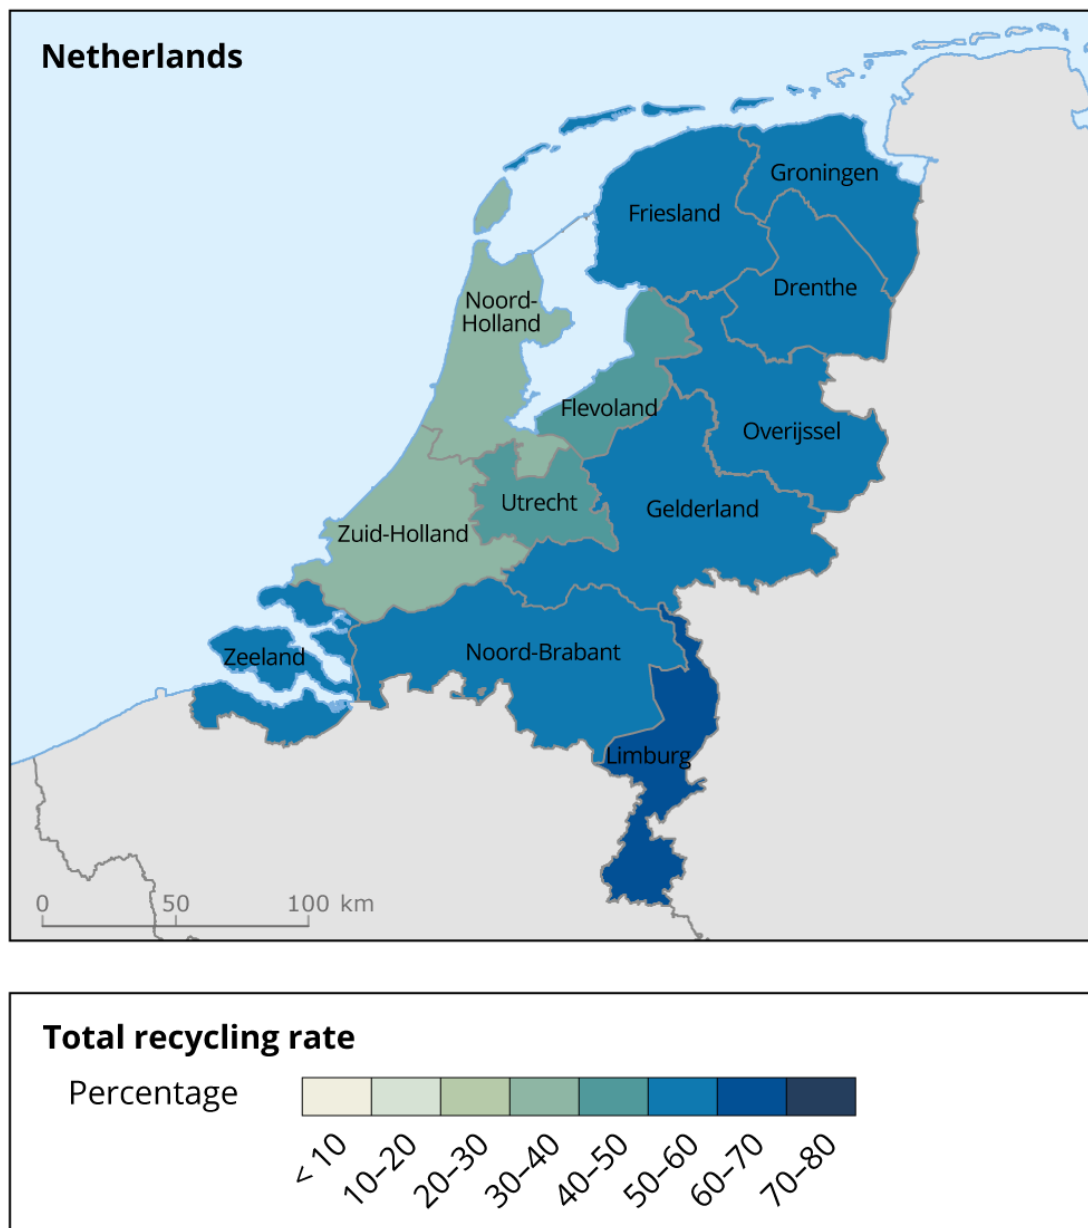 Netherlands
Groningen
Friesland
Drenthe
Noord-
Holland
Flevoland
Overijssel
Utrecht
Gelderland
Zuid-Holland
Zeeland
Noord-Brabant
Limburg
0 50 100 km
Total recycling rate
Percentage
< 10 10–20 20–30 30–40 40–50 50–60 60–70 70–80